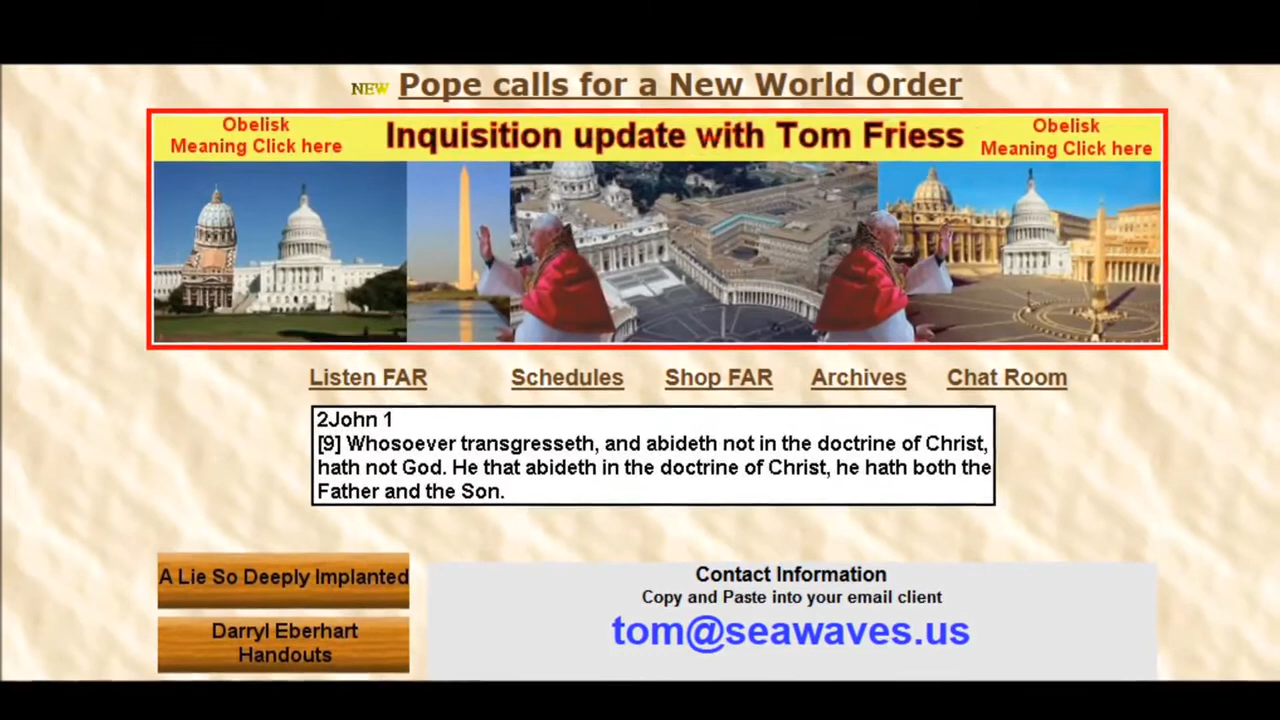 NEW Pope calls for a New World Order
Obelisk
Meaning Click here
Inquisition update with Tom Friess
Obelisk
Meaning Click here
Listen FAR Schedules Shop FAR Archives Chat Room
2John 1
[9] Whosoever transgresseth, and abideth not in the doctrine of Christ,
hath not God. He that abideth in the doctrine of Christ, he hath both the
Father and the Son.
A Lie So Deeply Implanted
Darryl Eberhart
Handouts
Contact Information
Copy and Paste into your email client
tom@seawaves.us